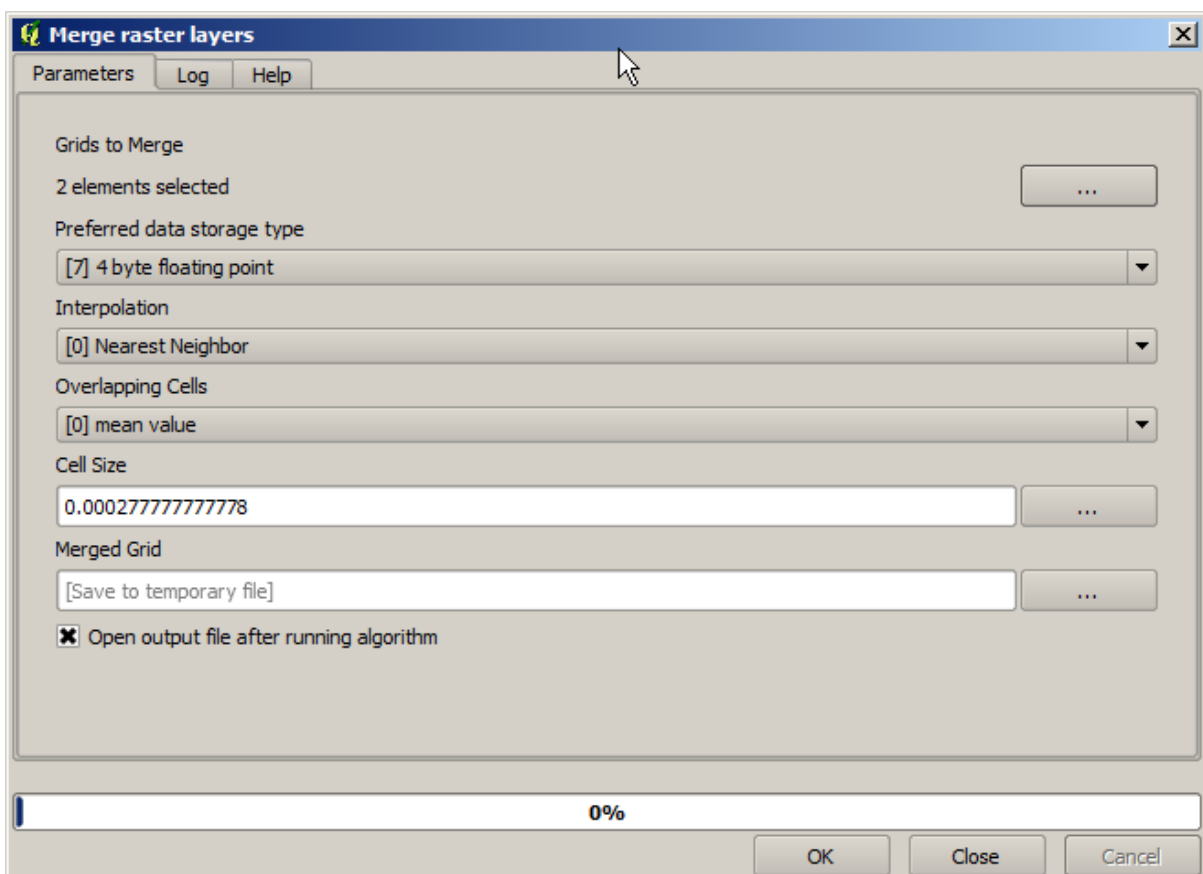 Merge raster layers
Parameters Log Help
Grids to Merge
2 elements selected
...
Preferred data storage type
[7] 4 byte floating point
Interpolation
[0] Nearest Neighbor
Overlapping Cells
[0] mean value
Cell Size
0.000277777777778
...
Merged Grid
[Save to temporary file]
...
Open output file after running algorithm
0%
OK Close Cancel